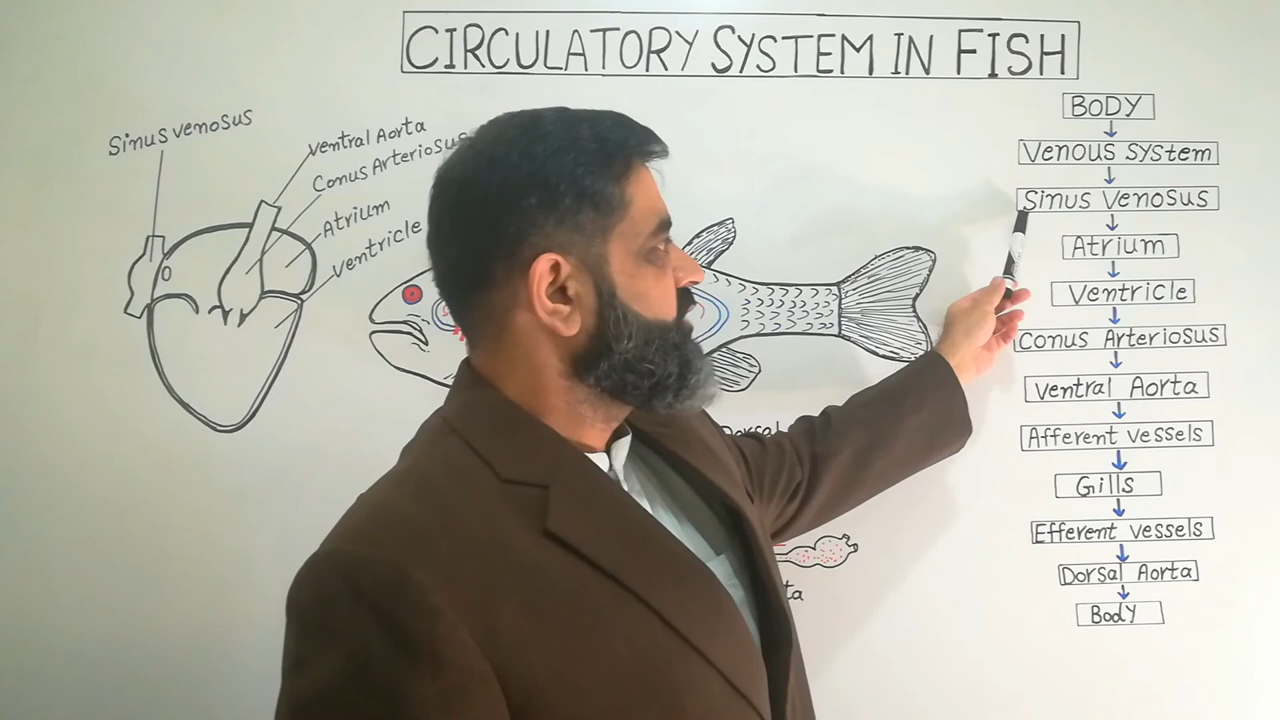 CIRCULATORY SYSTEM IN FISH
Sinus venosus
Ventral Aorta
Conus Arteriosus
Atrium
Ventricle
BODY
Venous System
Sinus Venosus
Atrium
Ventricle
Conus Arteriosus
Ventral Aorta
Afferent vessels
Gills
Efferent vessels
Dorsal Aorta
Body
Dorsal